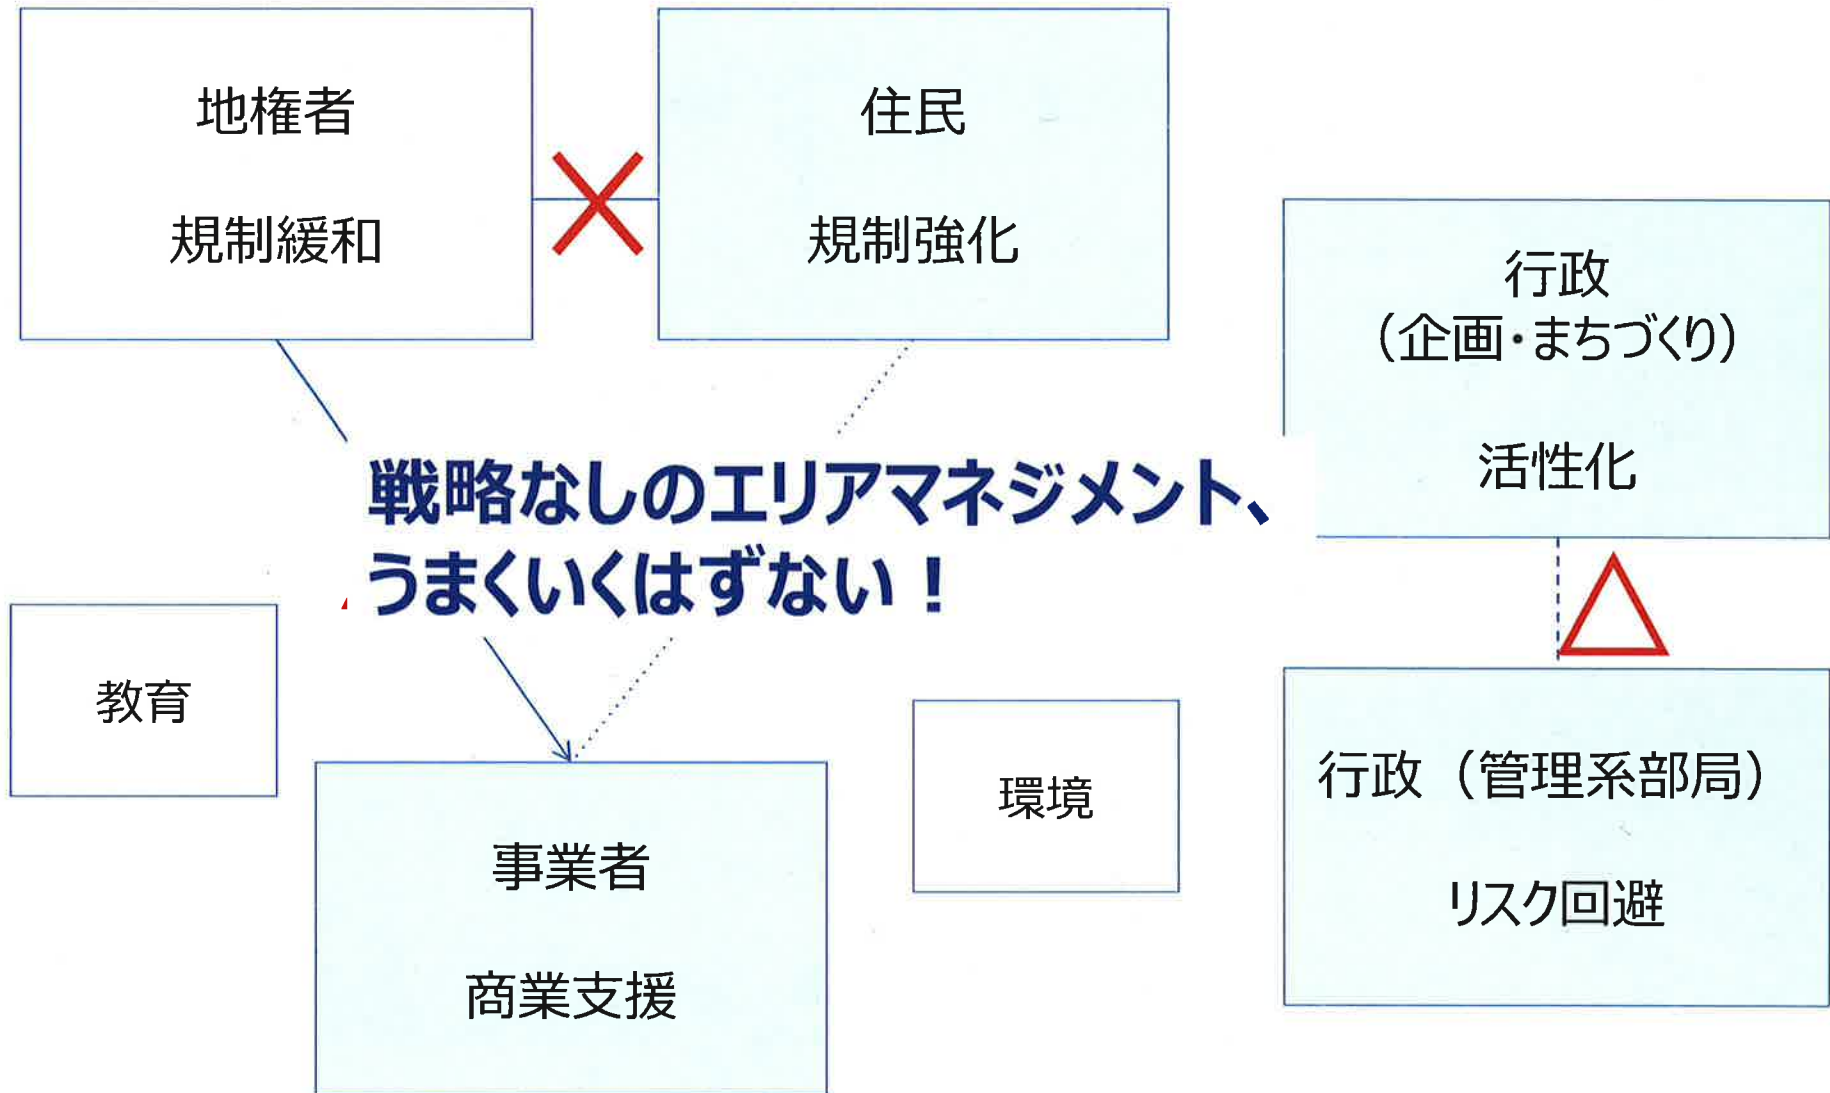 地権者
規制緩和
住民
規制強化
行政
（企画・まちづくり）
活性化
戦略なしのエリアマネジメント、
うまくいくはずない！
教育
環境
事業者
商業支援
行政（管理系部局）
リスク回避